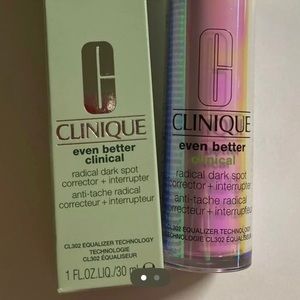 CLINIQUE
even better
clinical
radical dark spot
corrector + interrupter
anti-tache radical
correcteur + interrupteur
CL302 EQUALIZER TECHNOLOGY
TECHNOLOGIE
CL302 ÉQUALISEUR
1 FL.OZ.LIQ./30 ml e
CLINIQUE
even better
clinical
radical dark spot
corrector + interrupter
anti-tache radical
correcteur + interrupteur
CL302 EQUALIZER TECHNOLOGY
TECHNOLOGIE CL302 ÉQUALISEUR